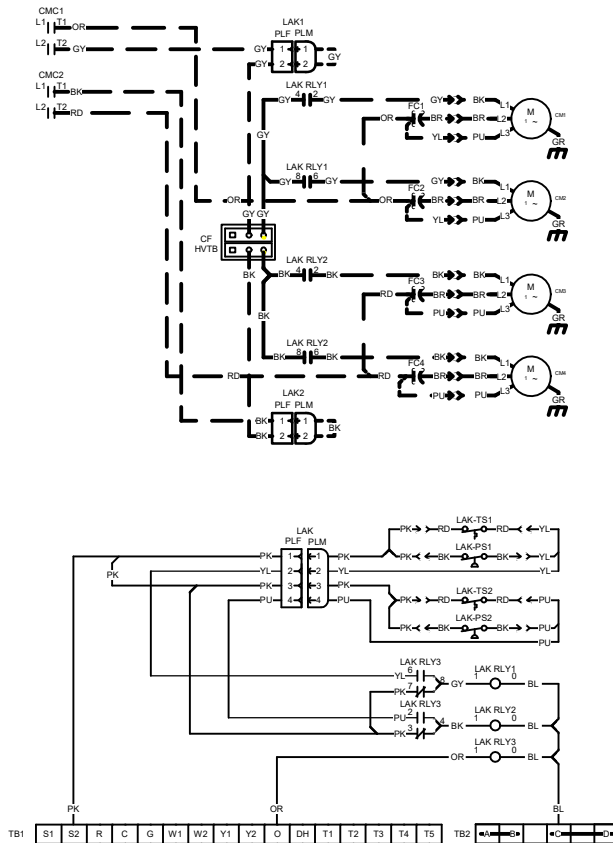 CMC1
L1 T1 OR
L2 T2 GY
CMC2
L1 T1 BK
L2 T2 RD
LAK1
PLF PLM
GY 1 1
GY 2 2 GY
LAK RLY1
GY 4 2 GY
GY BK L1
FC1
OR BR BR L2 M 1 ~ CM1
YL PU L3 GR
GY
LAK RLY1
GY 8 6 GY
GY BK L1
OR OR FC2 BR BR L2 M 1 ~ CM2
YL PU L3 GR
GY GY
CF
HVTB
BK
LAK RLY2
BK 4 2 BK
BK BK L1
RD FC3 BR BR L2 M 1 ~ CM3
PU PU L3 GR
BK
LAK RLY2
BK 8 6 BK
BK BK L1
RD RD FC4 BR BR L2 M 1 ~ CM4
PU PU L3 GR
LAK2
PLF PLM
BK 1 1
BK 2 2 BK
LAK
PLF PLM
PK 1 1 PK
YL 2 2 YL
PK 3 3 PK
PU 4 4 PU
PK
LAK-TS1
PK RD RD YL
LAK-PS1
PK BK BK YL
LAK-TS2
PK RD RD PU
LAK-PS2
PK BK BK PU
PU
LAK RLY3
YL 6
PK 7 8 GY
LAK RLY1
1 0 BL
LAK RLY3
PU 2
PK 3 4 BK
LAK RLY2
1 0 BL
LAK RLY3
OR 1 0 BL
PK OR BL
TB1 S1 S2 R C G W1 W2 Y1 Y2 O DH T1 T2 T3 T4 T5 TB2 A B C D